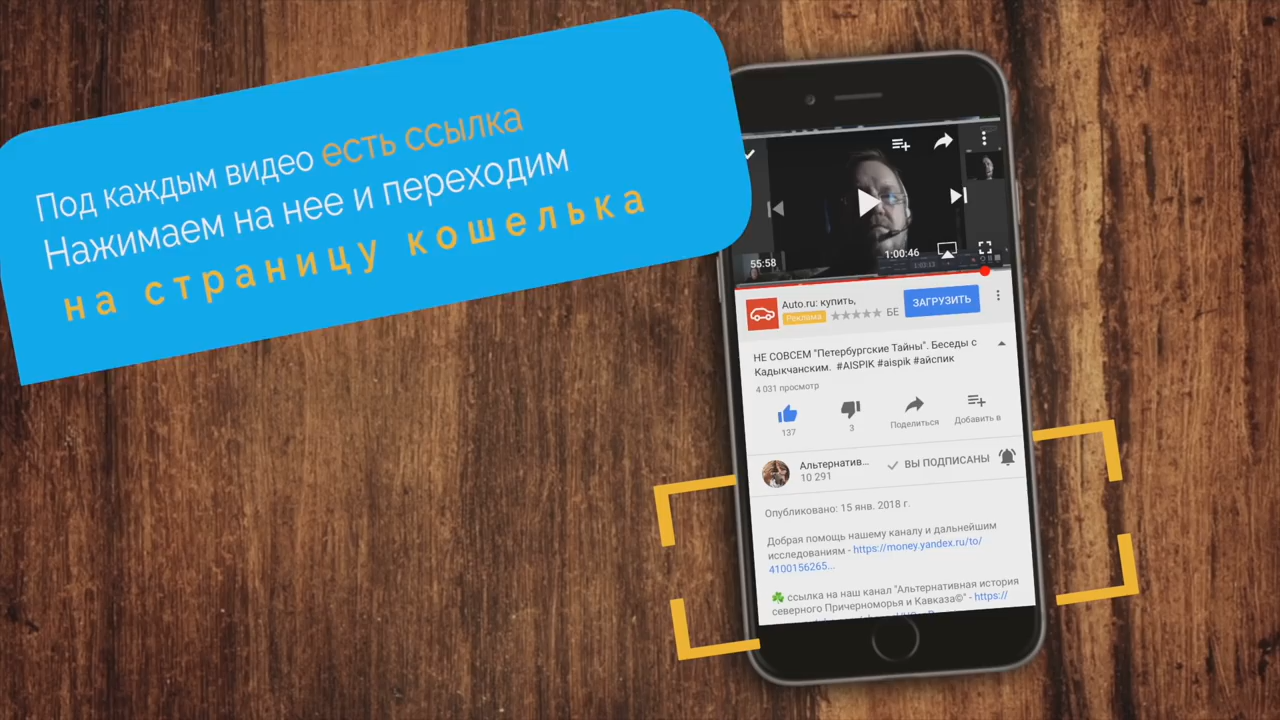 Под каждым видео есть ссылка
Нажимаем на нее и переходим
на страницу кошелька
55:58
1:00:46
Auto.ru: купить,
Реклама
БЕ
ЗАГРУЗИТЬ
НЕ СОВСЕМ "Петербургские Тайны". Беседы с
Кадыкчанским. #AISPIK #aispik #айспик
4 031 просмотр
137
3
Поделиться
Добавить в
Альтернатив...
10 291
ВЫ ПОДПИСАНЫ
Опубликовано: 15 янв. 2018 г.
Добрая помощь нашему каналу и дальнейшим
исследованиям - https://money.yandex.ru/to/
4100156265...
ссылка на наш канал "Альтернативная история
северного Причерноморья и Кавказа©" - https://